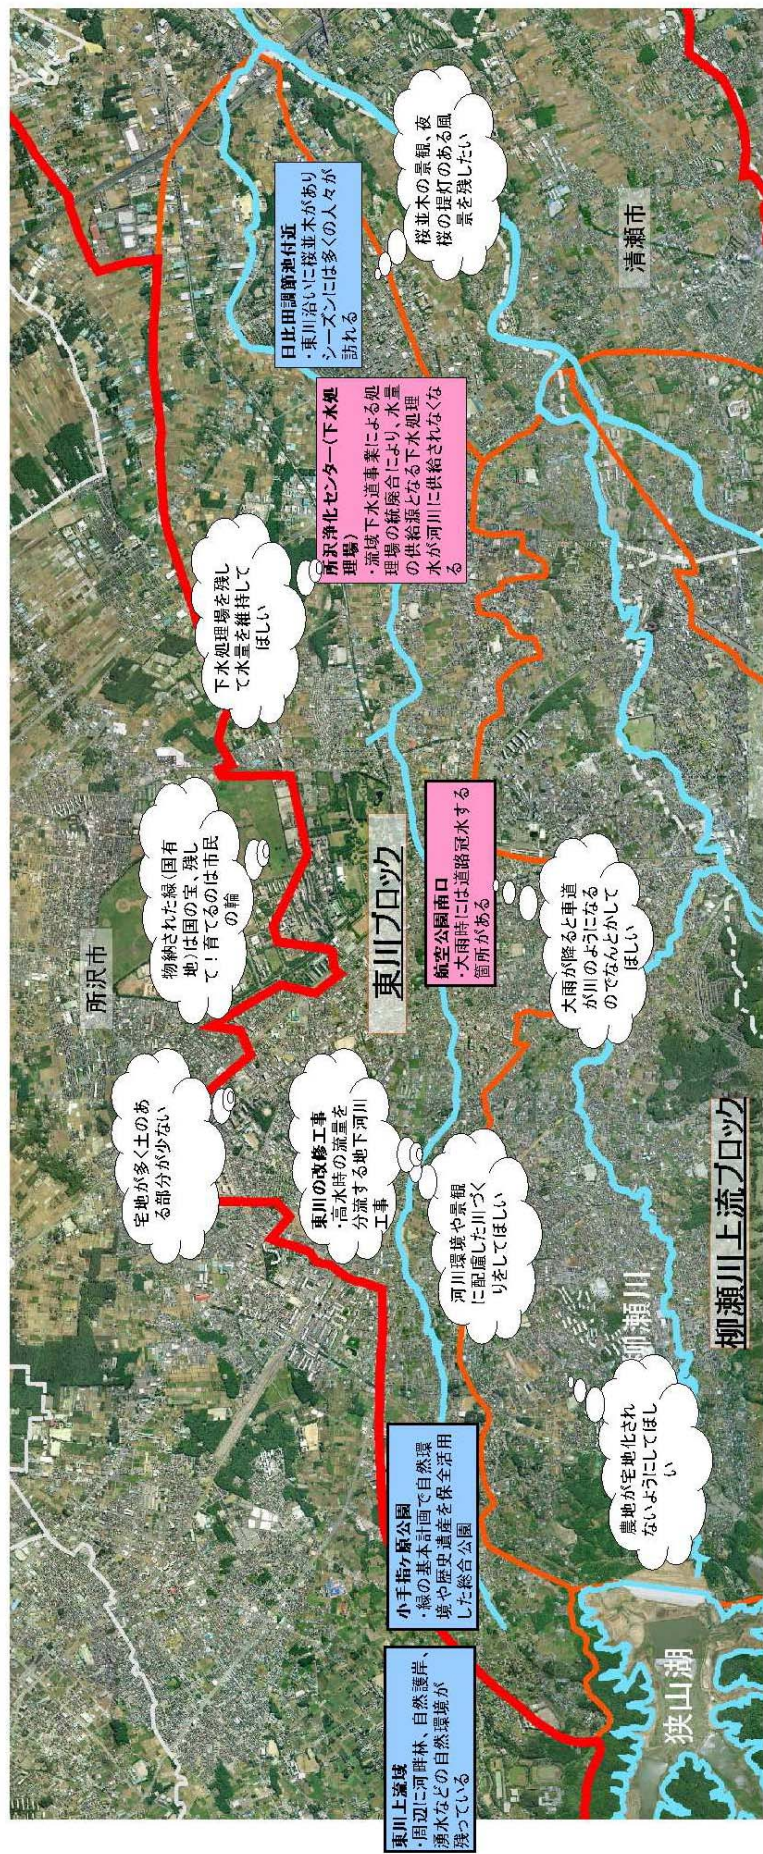 所沢市
宅地が多く土のあ
る部分が少ない
物納された緑(国有
地)は国の宝、残し
て!育てるのは市民
の輪
下水処理場を残し
て水量を維持して
ほしい
日比田調節池付近
・東川沿いに桜並木があり
シーズンには多くの人々が
訪れる
桜並木の景観、夜
桜の提灯のある風
景を残したい
所沢浄化センター(下水処
理場)
・流域下水道事業による処
理場の統廃合により、水量
の供給源となる下水処理
水が河川に供給されなくな
る
東川ブロック
東川の改修工事
・高水時の流量を
分流する地下河川
工事
東川上流域
・周辺に河畔林、自然護岸、
湧水などの自然環境が
残っている
小手指ケ原公園
・緑の基本計画で自然環
境や歴史遺産を保全活用
した総合公園
河川環境や景観
に配慮した川づく
りをしてほしい
航空公園南口
・大雨時には道路冠水する
箇所がある
大雨が降ると車道
が川のようになる
のでなんとかして
ほしい
清瀬市
農地が宅地化され
ないようにしてほし
い
柳瀬川
狭山湖
柳瀬川上流ブロック